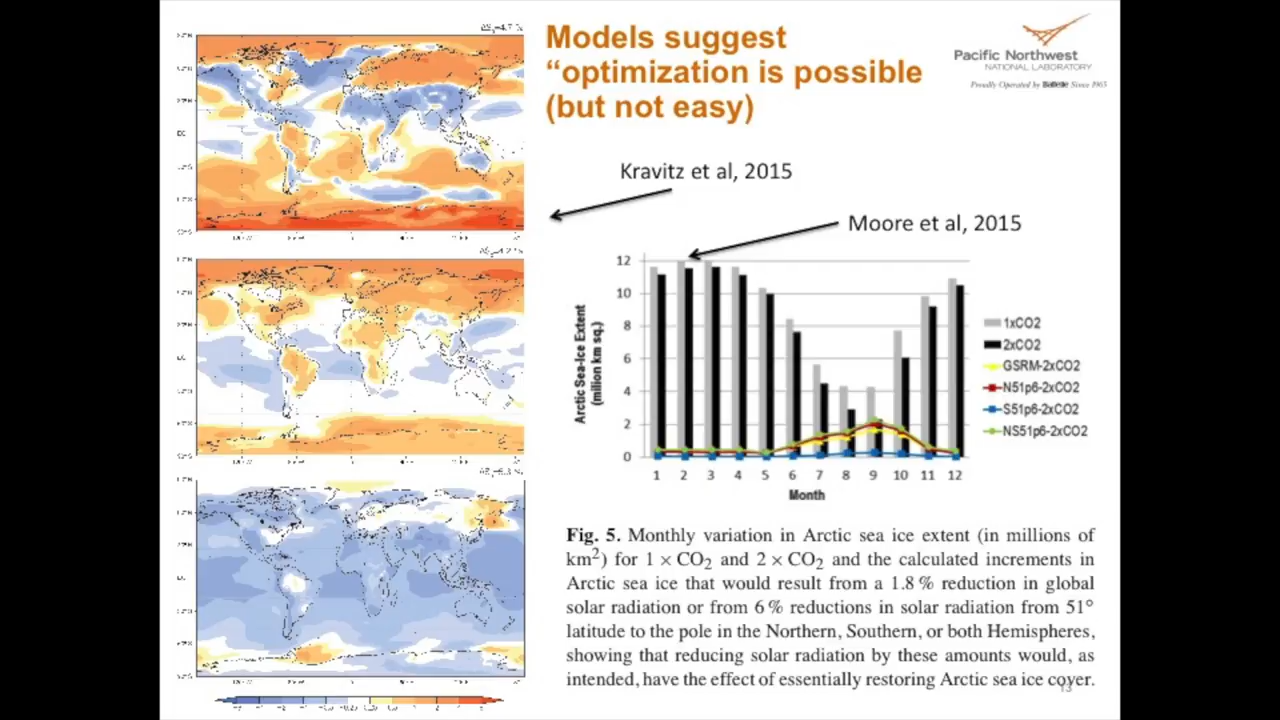 Models suggest
“optimization is possible
(but not easy)
Pacific Northwest
NATIONAL LABORATORY
Proudly Operated by Battelle Since 1965
Kravitz et al, 2015
Moore et al, 2015
Arctic Sea-Ice Extent
(million km sq.)
12
10
8
6
4
2
0
1 2 3 4 5 6 7 8 9 10 11 12
Month
1xCO2
2xCO2
GSRM-2xCO2
N51p6-2xCO2
S51p6-2xCO2
NS51p6-2xCO2
Fig. 5. Monthly variation in Arctic sea ice extent (in millions of
km2) for 1 × CO2 and 2 × CO2 and the calculated increments in
Arctic sea ice that would result from a 1.8 % reduction in global
solar radiation or from 6 % reductions in solar radiation from 51°
latitude to the pole in the Northern, Southern, or both Hemispheres,
showing that reducing solar radiation by these amounts would, as
intended, have the effect of essentially restoring Arctic sea ice cover.
13